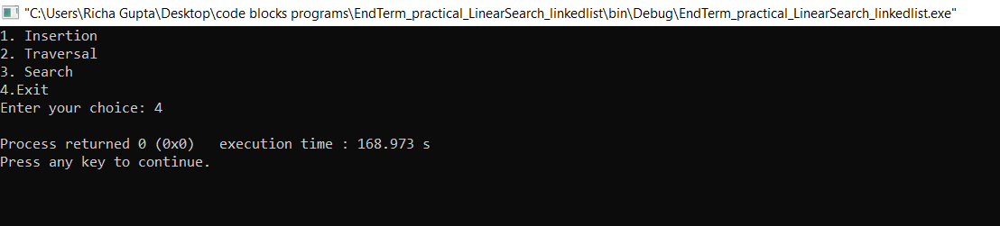 "C:\Users\Richa Gupta\Desktop\code blocks programs\EndTerm_practical_LinearSearch_linkedlist\bin\Debug\EndTerm_practical_LinearSearch_linkedlist.exe"
1. Insertion
2. Traversal
3. Search
4.Exit
Enter your choice: 4
Process returned 0 (0x0)   execution time : 168.973 s
Press any key to continue.